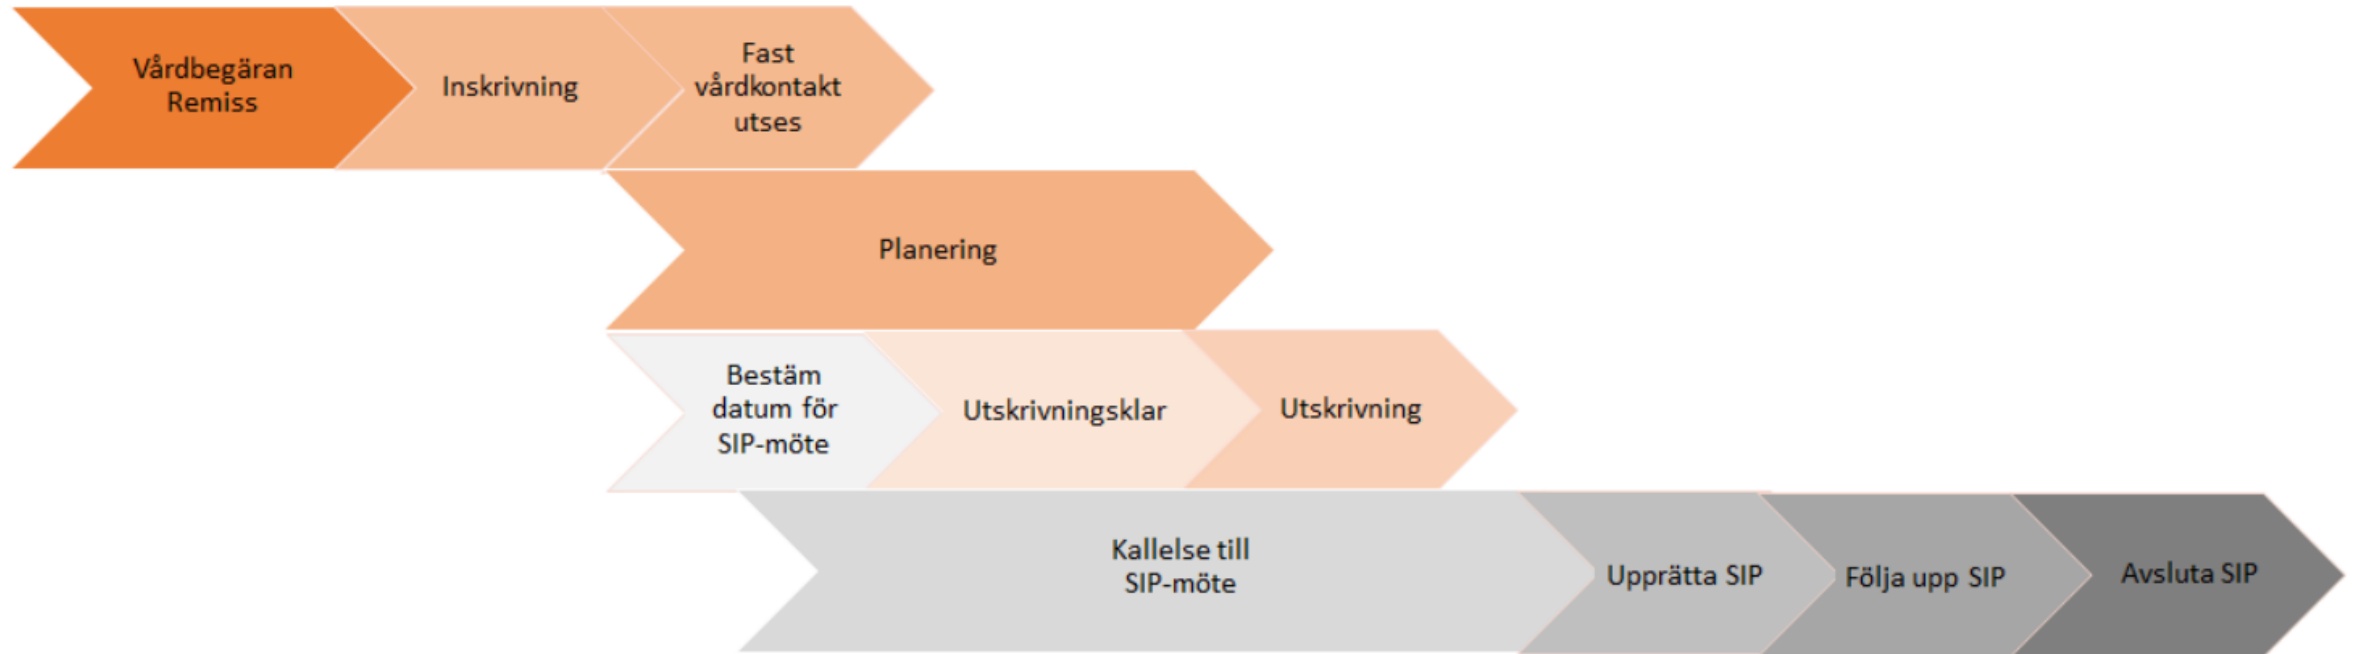 Vårdbegäran
Remiss
Inskrivning
Fast
vårdkontakt
utses
Planering
Bestäm
datum för
SIP-möte
Utskrivningsklar
Utskrivning
Kallelse till
SIP-möte
Upprätta SIP
Följa upp SIP
Avsluta SIP